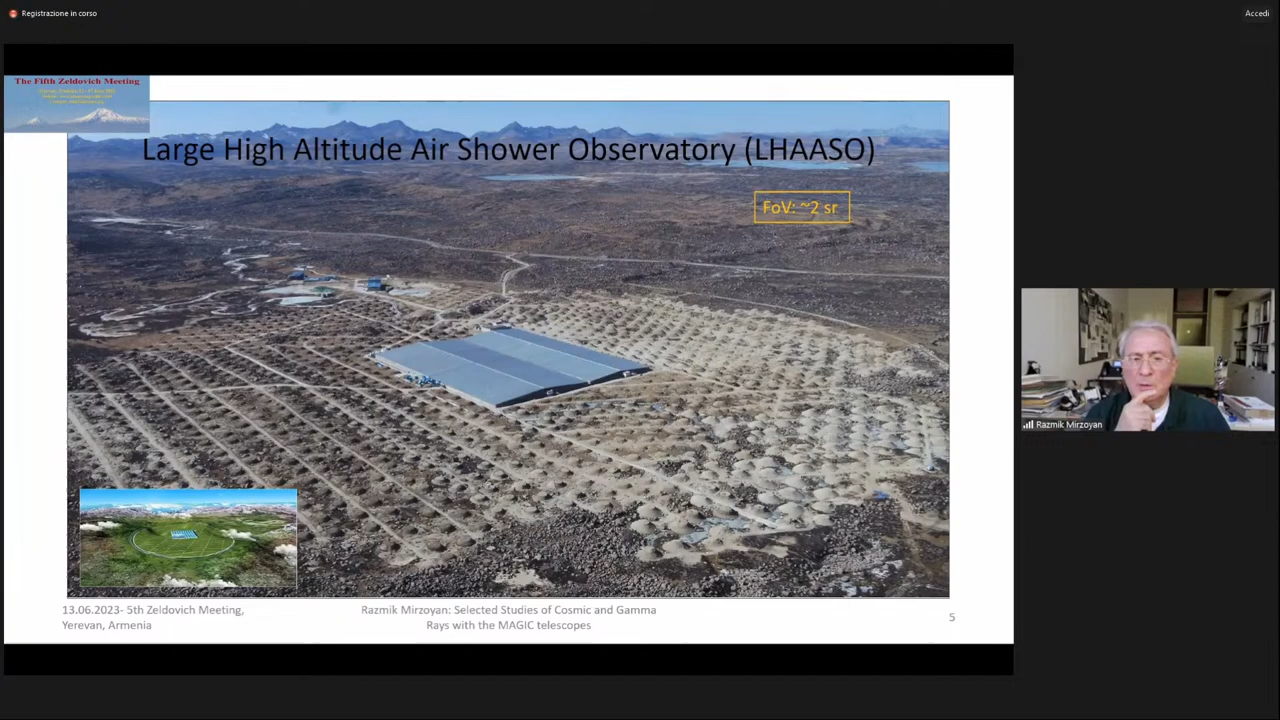 Registrazione in corso
Accedi
The Fifth Zeldovich Meeting
Large High Altitude Air Shower Observatory (LHAASO)
FoV: ~2 sr
Razmik Mirzoyan
13.06.2023- 5th Zeldovich Meeting,
Yerevan, Armenia
Razmik Mirzoyan: Selected Studies of Cosmic and Gamma
Rays with the MAGIC telescopes
5